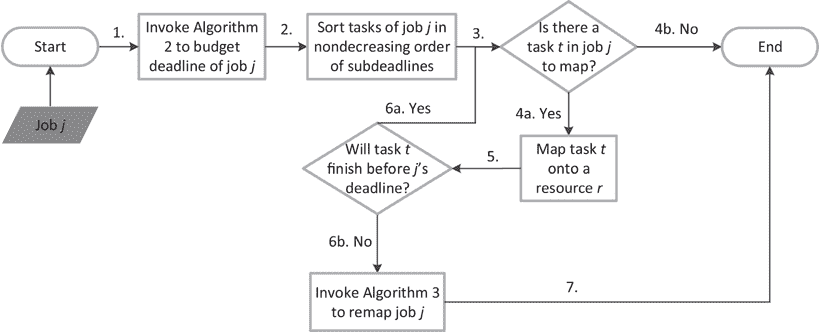 Start
1.
Invoke Algorithm
2 to budget
deadline of job j
2.
Sort tasks of job j in
nondecreasing order
of subdeadlines
3.
Is there a
task t in job j
to map?
4b. No
End
Job j
6a. Yes
4a. Yes
Will task t
finish before j's
deadline?
5.
Map task t
onto a
resource r
6b. No
Invoke Algorithm 3
to remap job j
7.